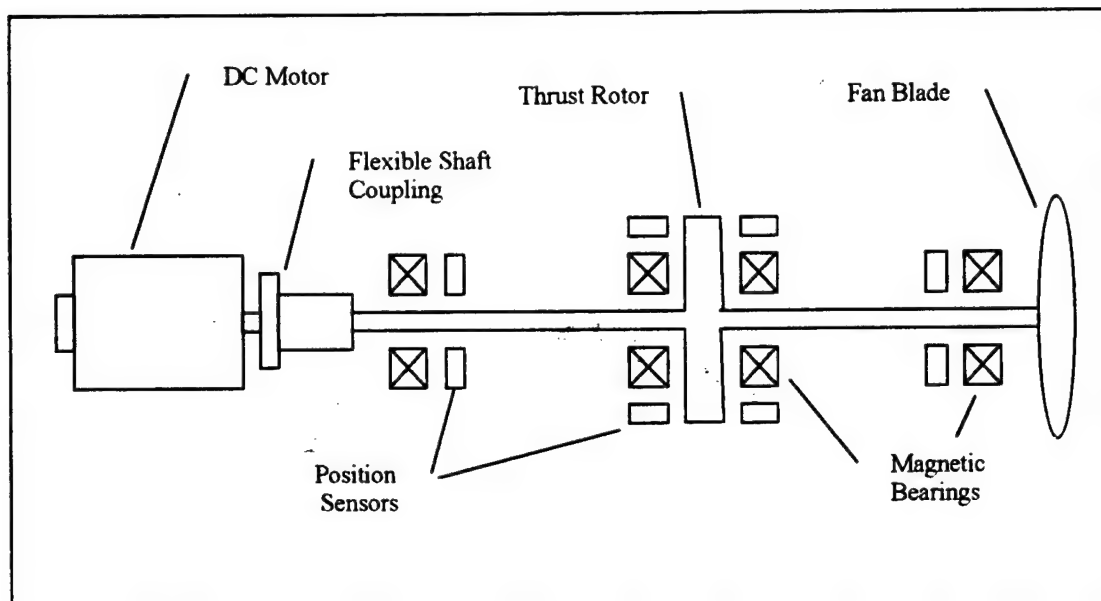 DC Motor
Thrust Rotor
Fan Blade
Flexible Shaft
Coupling
Position
Sensors
Magnetic
Bearings